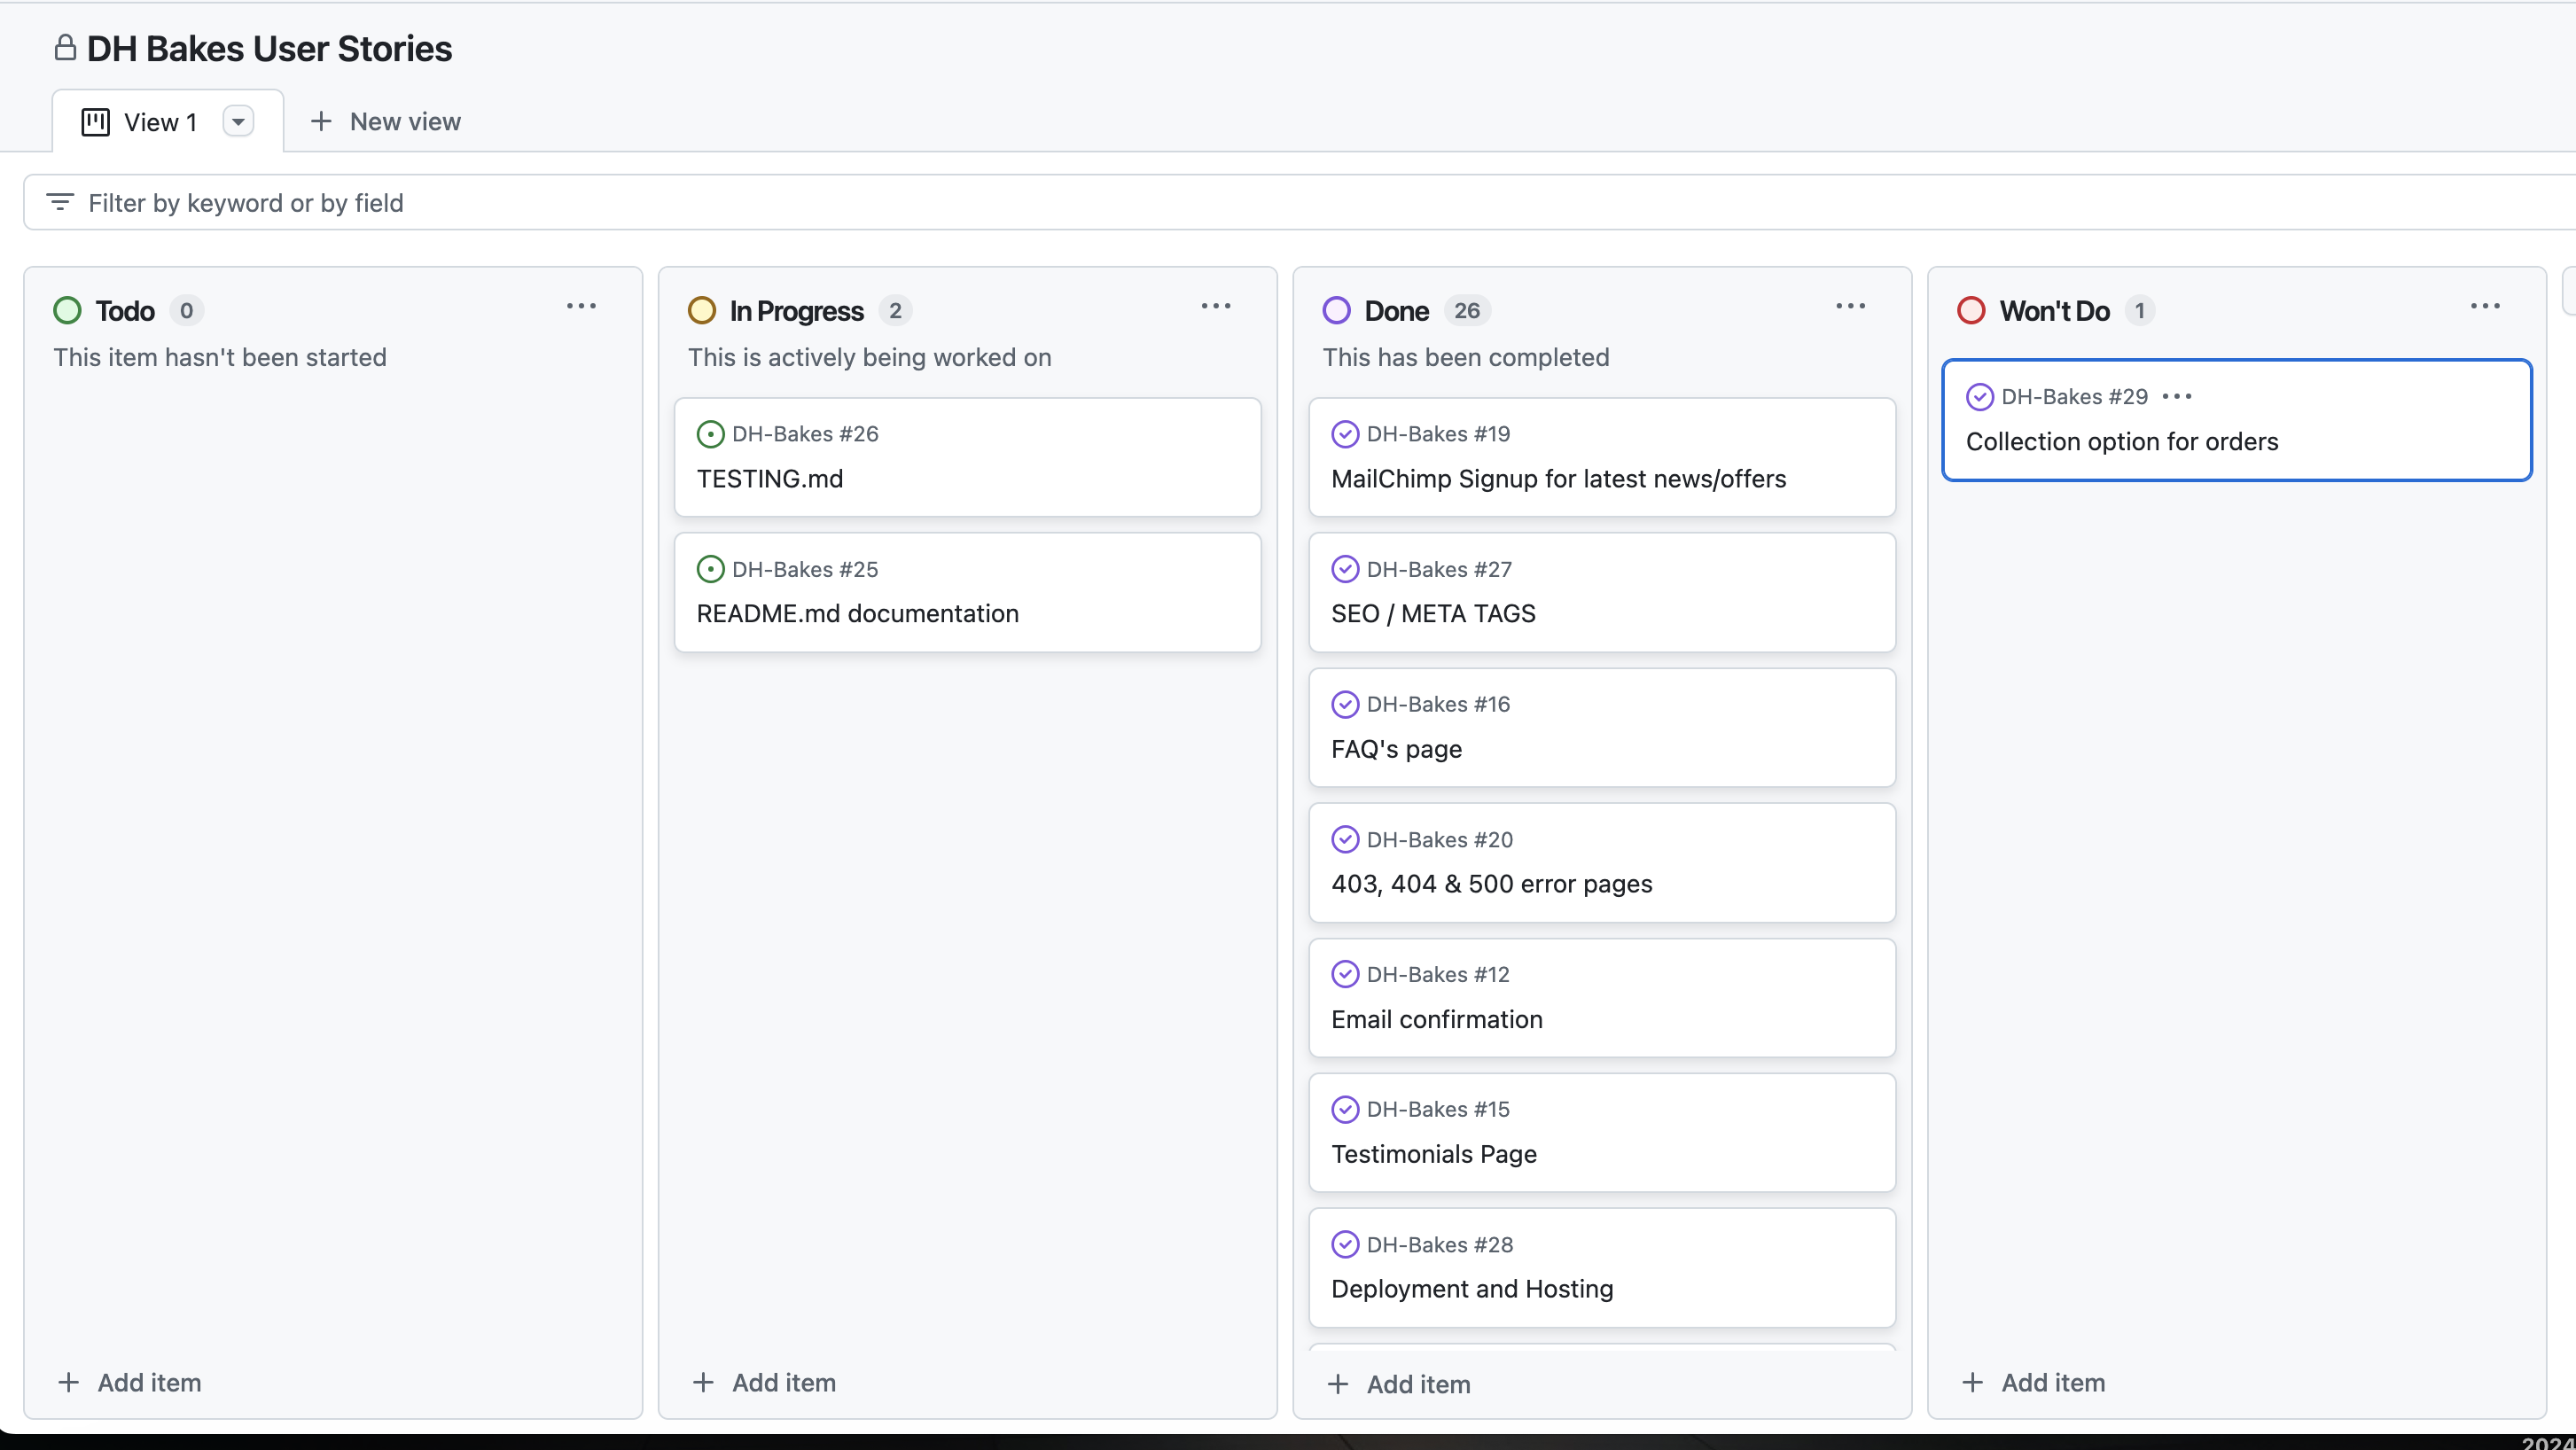 DH Bakes User Stories
View 1
New view
Filter by keyword or by field
Todo 0
This item hasn't been started
Add item
In Progress 2
This is actively being worked on
DH-Bakes #26
TESTING.md
DH-Bakes #25
README.md documentation
Add item
Done 26
This has been completed
DH-Bakes #19
MailChimp Signup for latest news/offers
DH-Bakes #27
SEO / META TAGS
DH-Bakes #16
FAQ's page
DH-Bakes #20
403, 404 & 500 error pages
DH-Bakes #12
Email confirmation
DH-Bakes #15
Testimonials Page
DH-Bakes #28
Deployment and Hosting
Add item
Won't Do 1
DH-Bakes #29
Collection option for orders
Add item